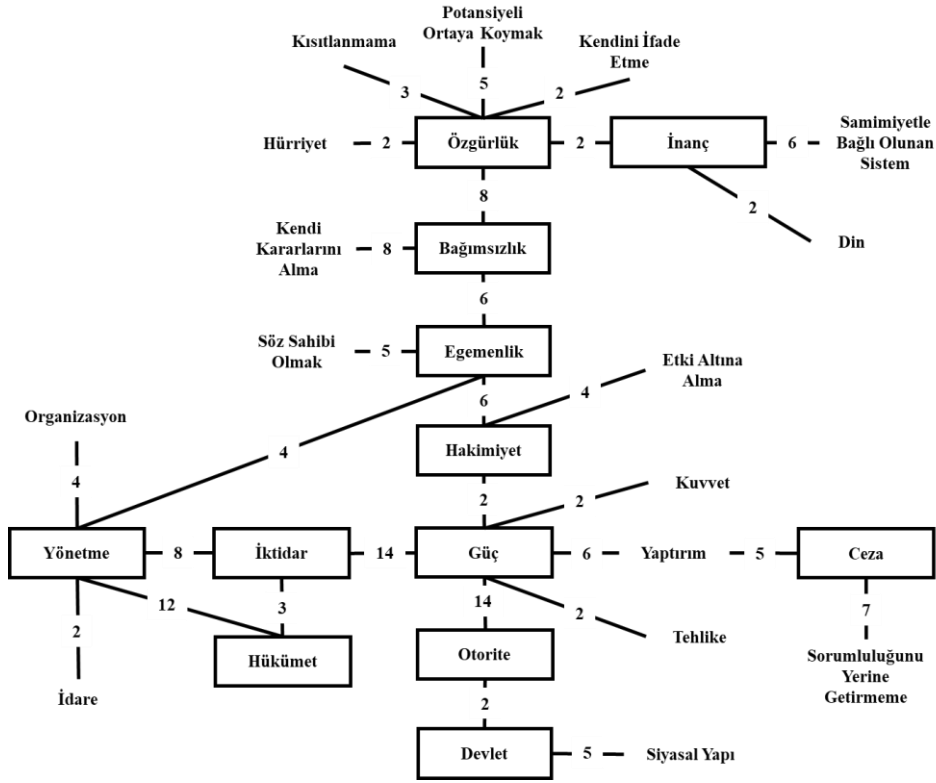 Potansiyeli
Ortaya Koymak
Kısıtlanmama
Kendini İfade
Etme
3
5
2
Hürriyet
2
Özgürlük
2
İnanç
6
Samimiyetle
Bağlı Olunan
Sistem
8
2
Din
Kendi
Kararlarını
Alma
8
Bağımsızlık
6
Söz Sahibi
Olmak
5
Egemenlik
Etki Altına
Alma
6
4
Organizasyon
4
Hakimiyet
4
2
2
Kuvvet
Yönetme
8
İktidar
14
Güç
6
Yaptırım
5
Ceza
12
3
14
2
7
2
Hükümet
Otorite
Tehlike
Sorumluluğunu
Yerine
Getirmeme
İdare
2
Devlet
5
Siyasal Yapı